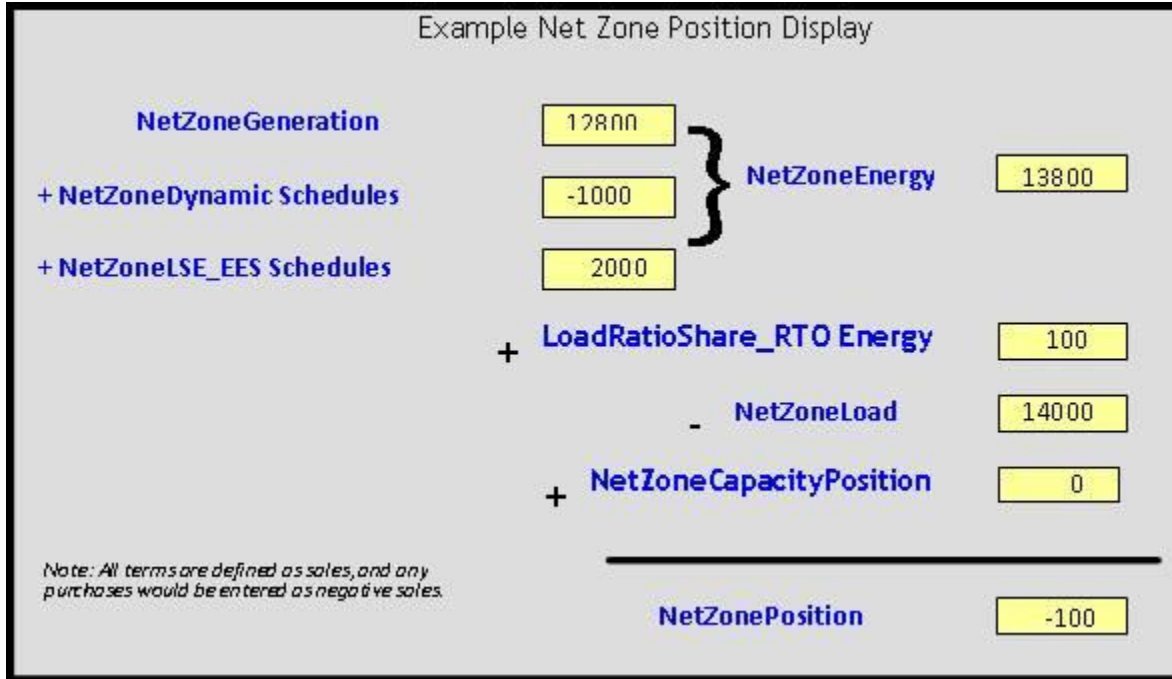 Example Net Zone Position Display
NetZoneGeneration 12800
+ NetZoneDynamic Schedules -1000
NetZoneEnergy 13800
+ NetZoneLSE_EES Schedules 2000
+ LoadRatioShare_RTO Energy 100
- NetZoneLoad 14000
+ NetZoneCapacityPosition 0
Note: All terms are defined as sales, and any
purchases would be entered as negative sales.
NetZonePosition -100